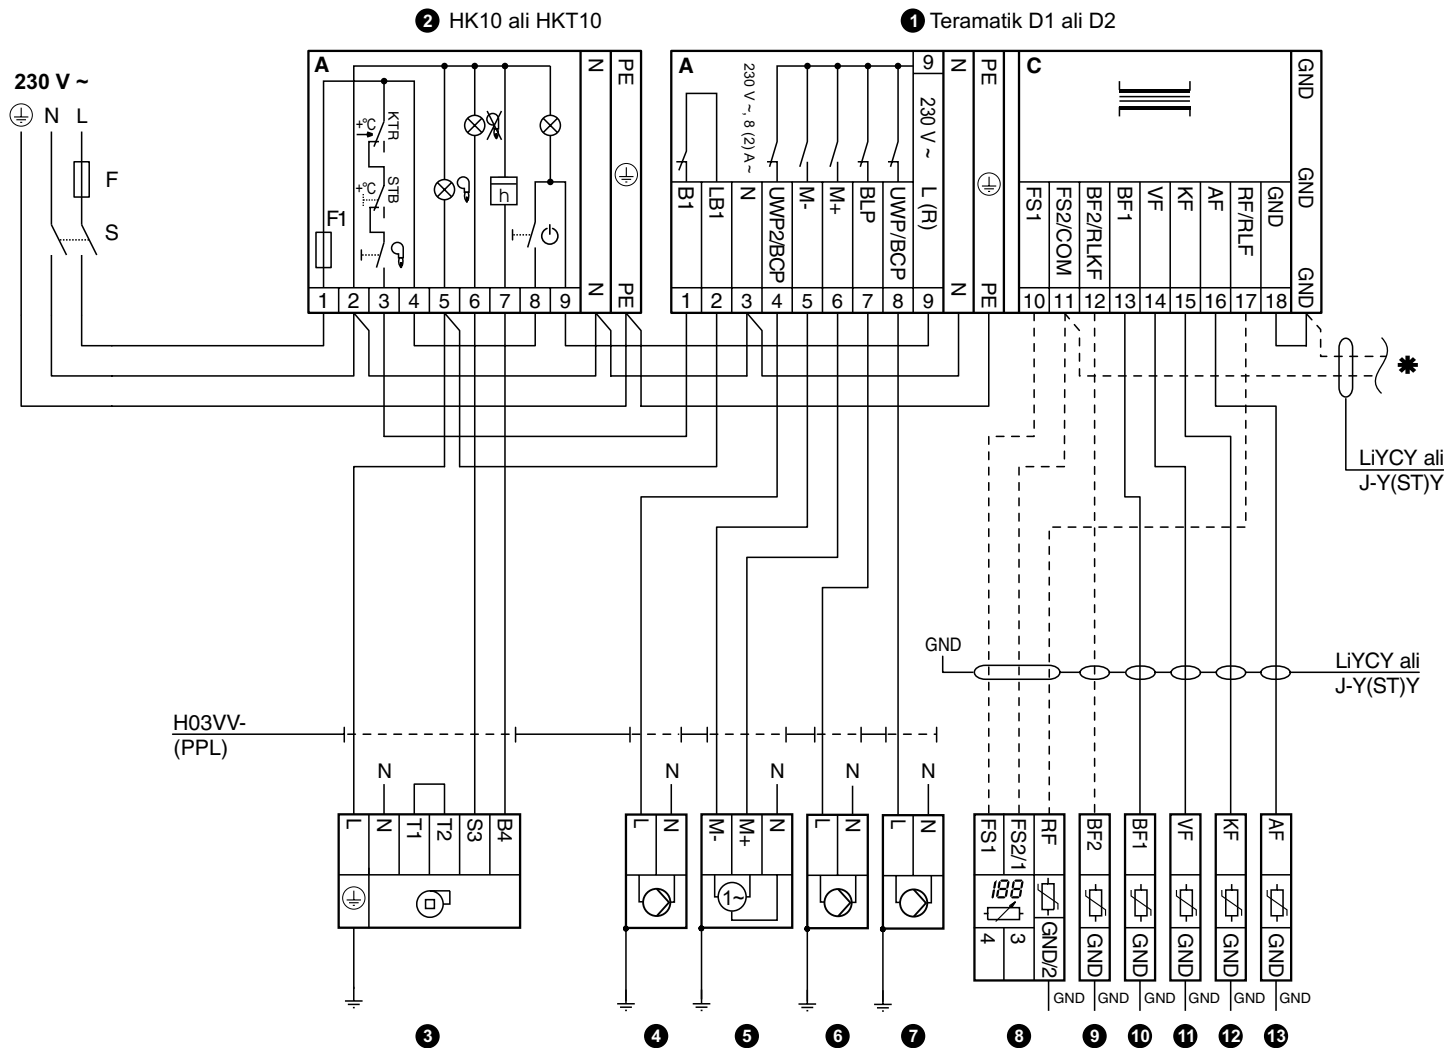 ❷ HK10 ali HKT10
❶ Teramatik D1 ali D2
230 V ~
N L
F
S
A
N
PE
KTR
+°C
STB
+°C
F1
h
1 2 3 4 5 6 7 8 9 N PE
A
230 V ~, 8 (2) A ~
9
N
PE
230 V ~
B1
LB1
N
UWP2/BCP
M-
M+
BLP
UWP/BCP
L (R)
1 2 3 4 5 6 7 8 9 N PE
C
GND
GND
FS1
FS2/COM
BF2/RLKF
BF1
VF
KF
AF
RF/RLF
GND
GND
10 11 12 13 14 15 16 17 18
✱
LiYCY ali
J-Y(ST)Y
GND
LiYCY ali
J-Y(ST)Y
H03VV-
(PPL)
N
N
N
N
N
L
N
T1
T2
S3
B4
L
N
M-
M+
N
1~
L
N
L
N
FS1
FS2/1
RF
188
4
3
GND/2
BF2
GND
BF1
GND
VF
GND
KF
GND
AF
GND
GND GND GND GND GND GND
❸ ❹ ❺ ❻ ❼ ❽ ❾ ❿ ⓫ ⓬ ⓭